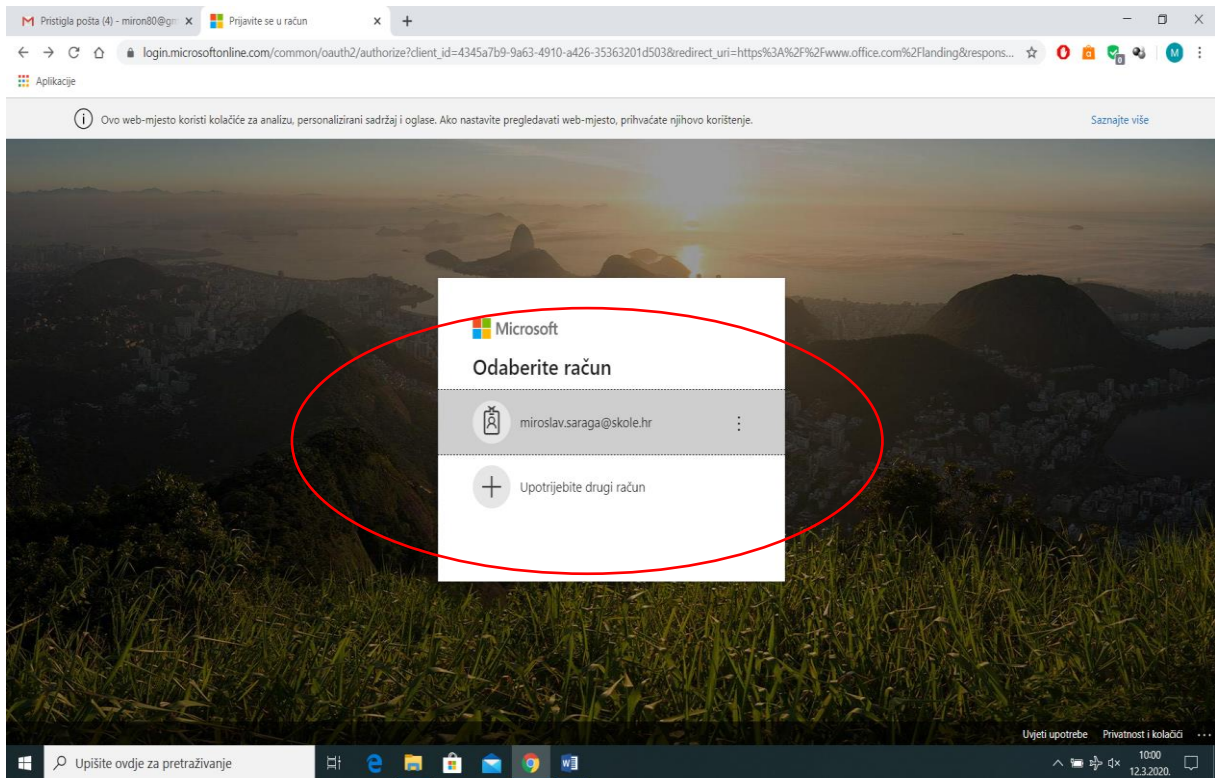 Pristigla pošta (4) - miron80@gm
Prijavite se u račun
login.microsoftonline.com/common/oauth2/authorize?client_id=4345a7b9-9a63-4910-a426-35363201d503&redirect_uri=https%3A%2F%2Fwww.office.com%2Flanding&respons...
M
Aplikacije
Ovo web-mjesto koristi kolačiće za analizu, personalizirani sadržaj i oglase. Ako nastavite pregledavati web-mjesto, prihvaćate njihovo korištenje.
Saznajte više
Microsoft
Odaberite račun
miroslav.saraga@skole.hr
Upotrijebite drugi račun
Uvjeti upotrebe Privatnost i kolačići ...
Upišite ovdje za pretraživanje
10:00
12.3.2020.